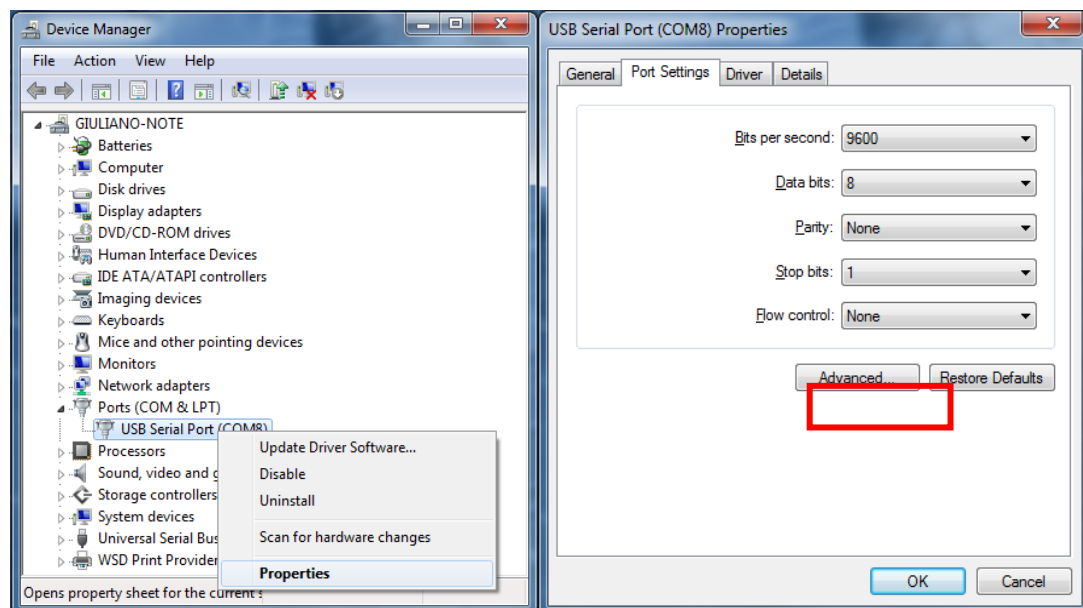 Device Manager
File Action View Help
GIULIANO-NOTE
Batteries
Computer
Disk drives
Display adapters
DVD/CD-ROM drives
Human Interface Devices
IDE ATA/ATAPI controllers
Imaging devices
Keyboards
Mice and other pointing devices
Monitors
Network adapters
Ports (COM & LPT)
USB Serial Port (COM8)
Processors
Sound, video and g
Storage controllers
System devices
Universal Serial Bus
WSD Print Provider
Update Driver Software...
Disable
Uninstall
Scan for hardware changes
Properties
Opens property sheet for the current s
USB Serial Port (COM8) Properties
General Port Settings Driver Details
Bits per second: 9600
Data bits: 8
Parity: None
Stop bits: 1
Flow control: None
Advanced... Restore Defaults
OK Cancel